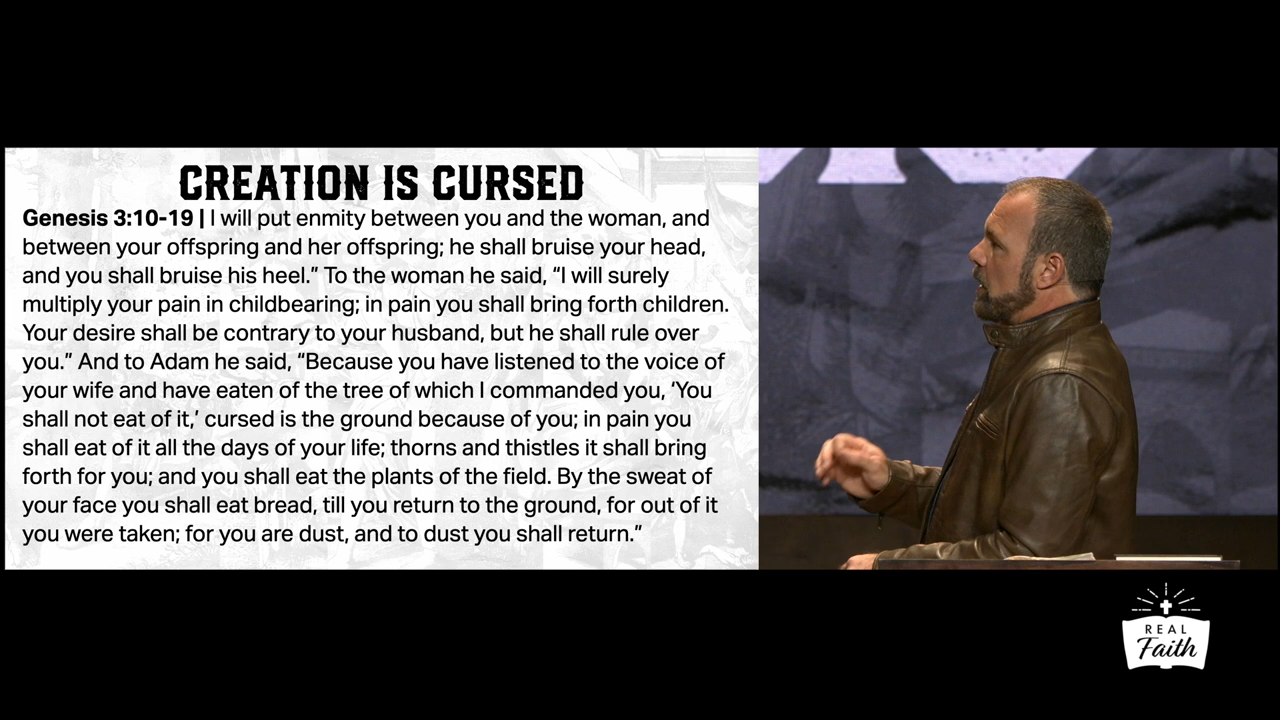 CREATION IS CURSED
Genesis 3:10-19 | I will put enmity between you and the woman, and
between your offspring and her offspring; he shall bruise your head,
and you shall bruise his heel.” To the woman he said, “I will surely
multiply your pain in childbearing; in pain you shall bring forth children.
Your desire shall be contrary to your husband, but he shall rule over
you.” And to Adam he said, “Because you have listened to the voice of
your wife and have eaten of the tree of which I commanded you, ‘You
shall not eat of it,’ cursed is the ground because of you; in pain you
shall eat of it all the days of your life; thorns and thistles it shall bring
forth for you; and you shall eat the plants of the field. By the sweat of
your face you shall eat bread, till you return to the ground, for out of it
you were taken; for you are dust, and to dust you shall return.”
REAL
Faith